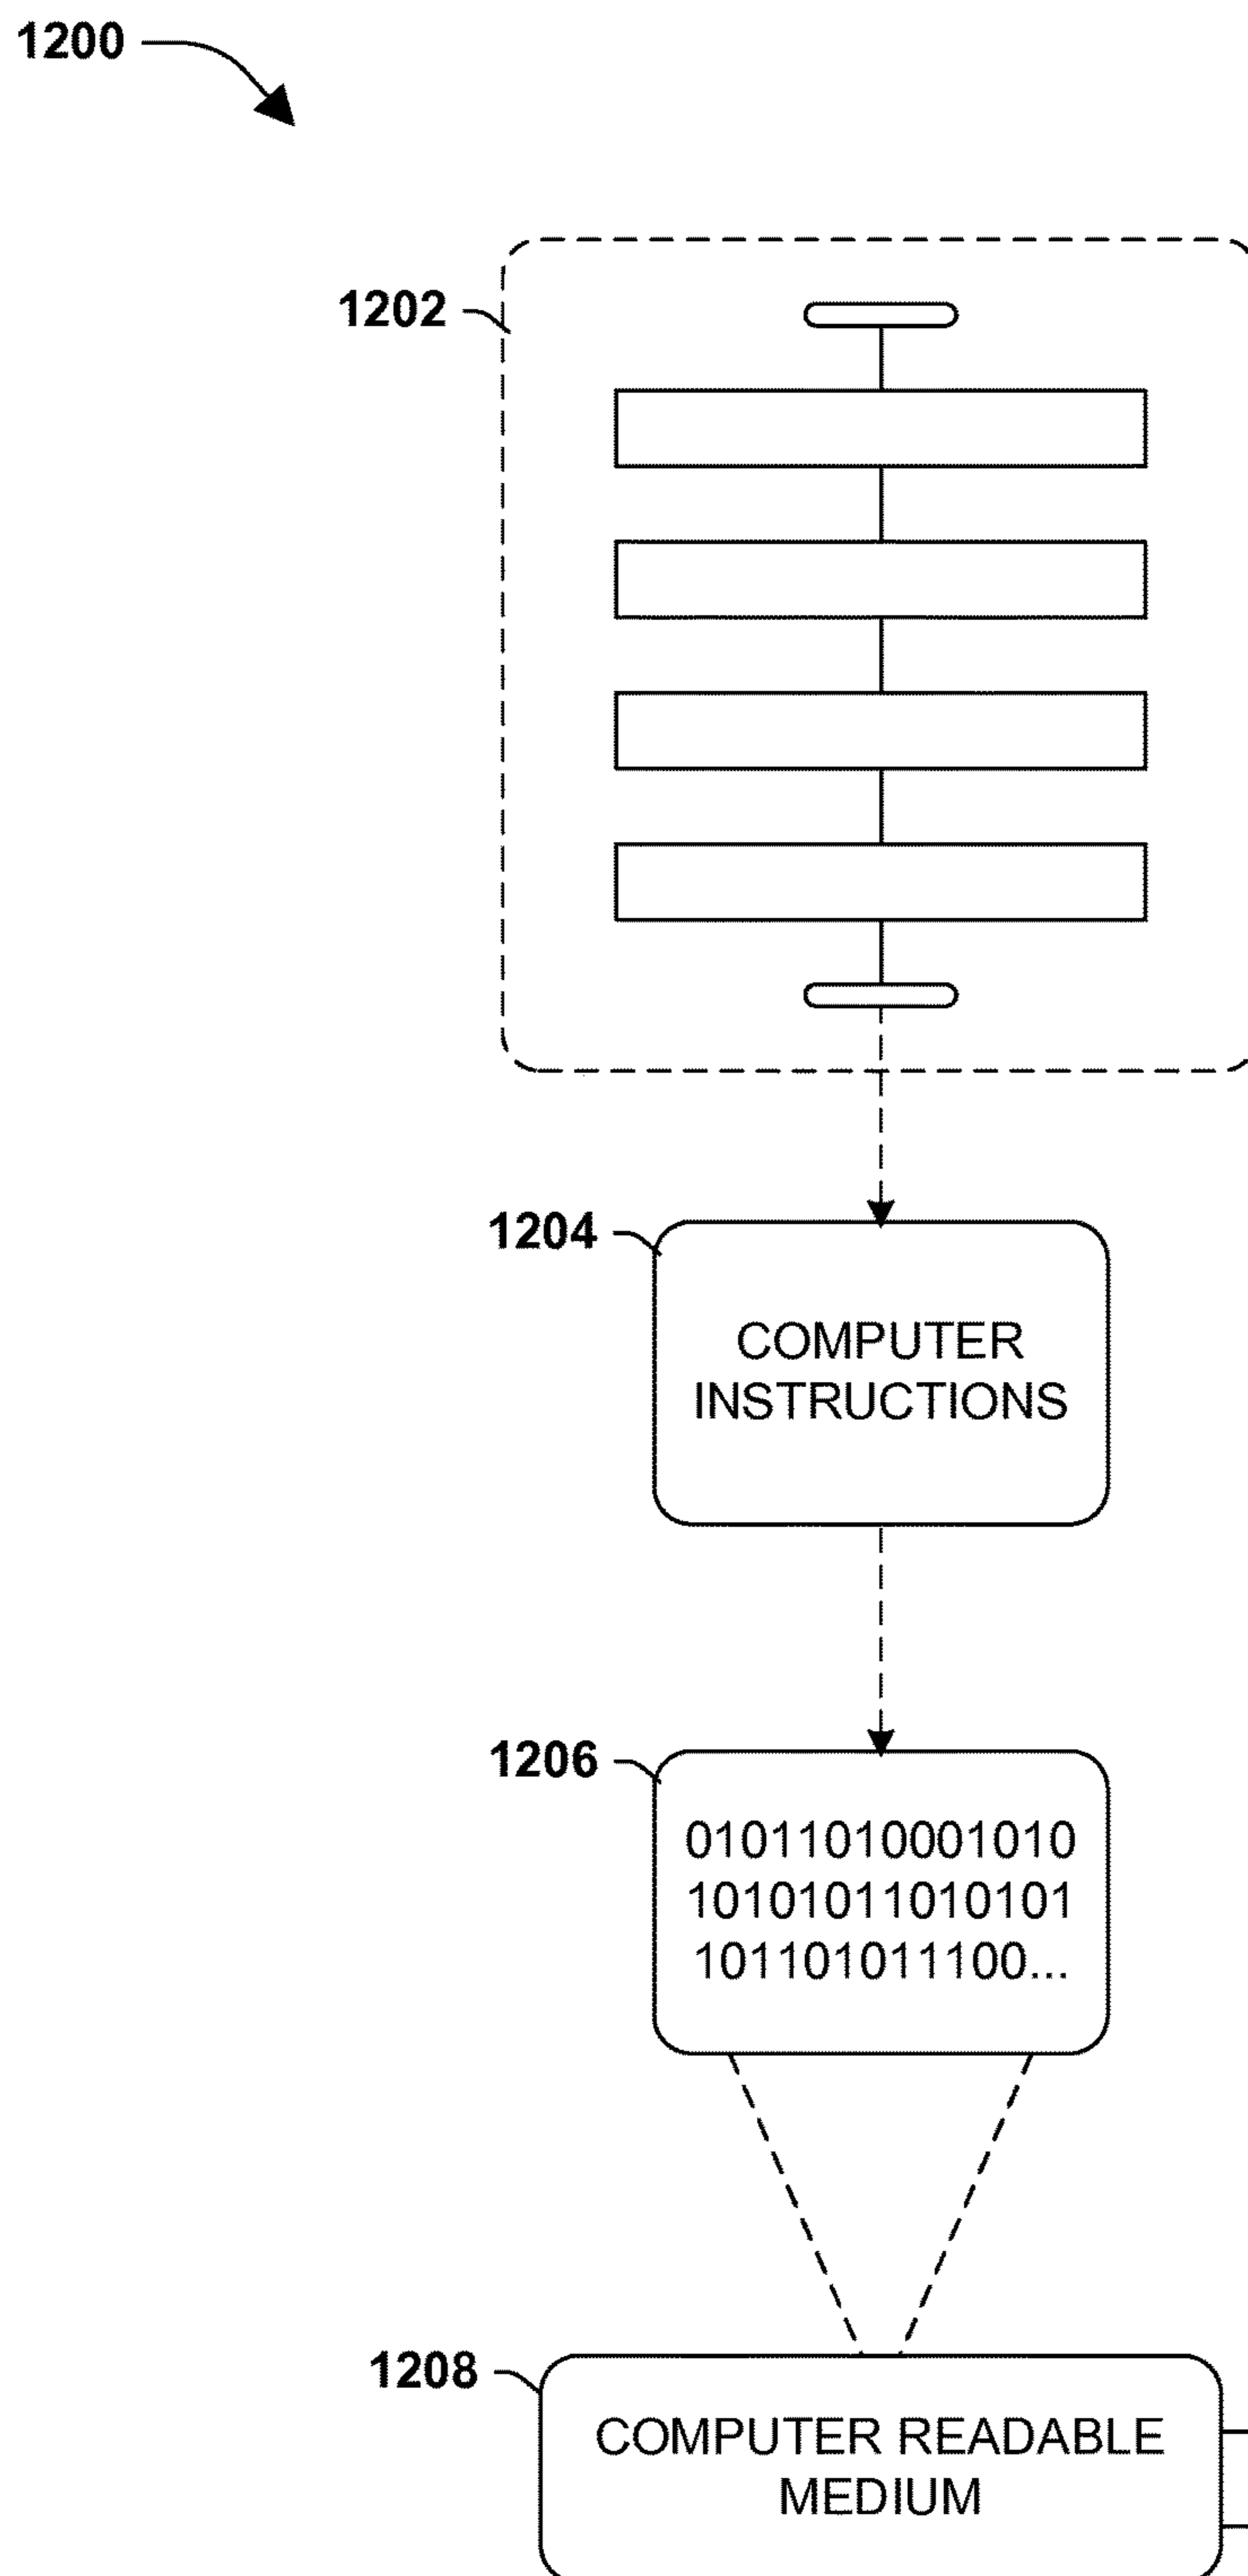 1200
1202
1204
COMPUTER
INSTRUCTIONS
1206
01011010001010
10101011010101
101101011100...
1208
COMPUTER READABLE
MEDIUM